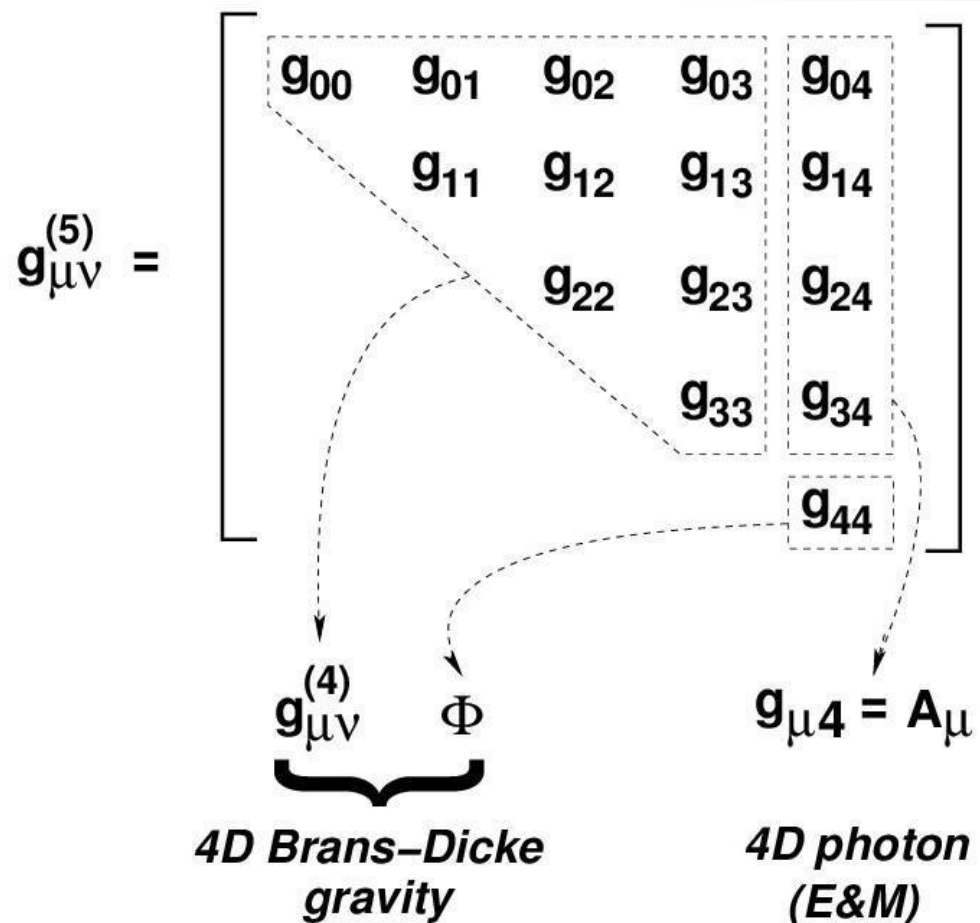 g00 g01 g02 g03 g04
g11 g12 g13 g14
g(5)μν = g22 g23 g24
g33 g34
g44
g(4)μν Φ gμ4 = Aμ
4D Brans–Dicke gravity
4D photon (E&M)